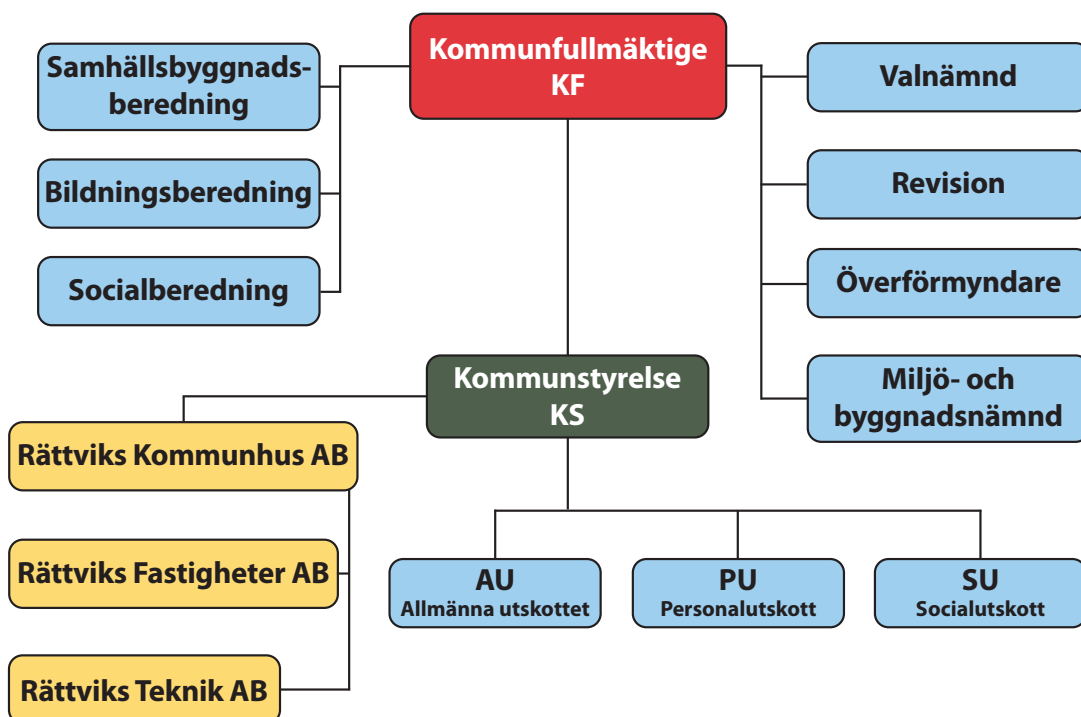 Kommunfullmäktige
KF
Samhällsbyggnads-
beredning
Bildningsberedning
Socialberedning
Valnämnd
Revision
Överförmyndare
Miljö- och
byggnadsnämnd
Kommunstyrelse
KS
Rättviks Kommunhus AB
Rättviks Fastigheter AB
Rättviks Teknik AB
AU
Allmänna utskottet
PU
Personalutskott
SU
Socialutskott